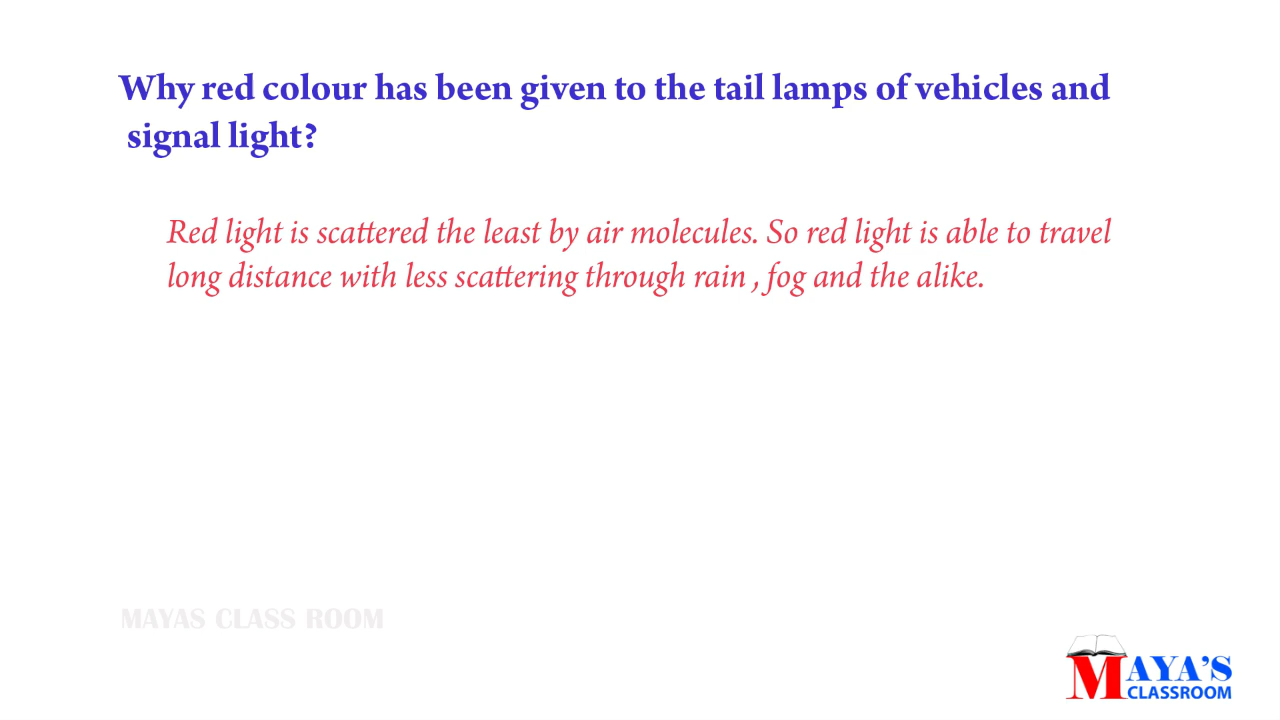 Why red colour has been given to the tail lamps of vehicles and
signal light?
Red light is scattered the least by air molecules. So red light is able to travel
long distance with less scattering through rain , fog and the alike.
MAYAS CLASS ROOM
MAYA'S
CLASSROOM